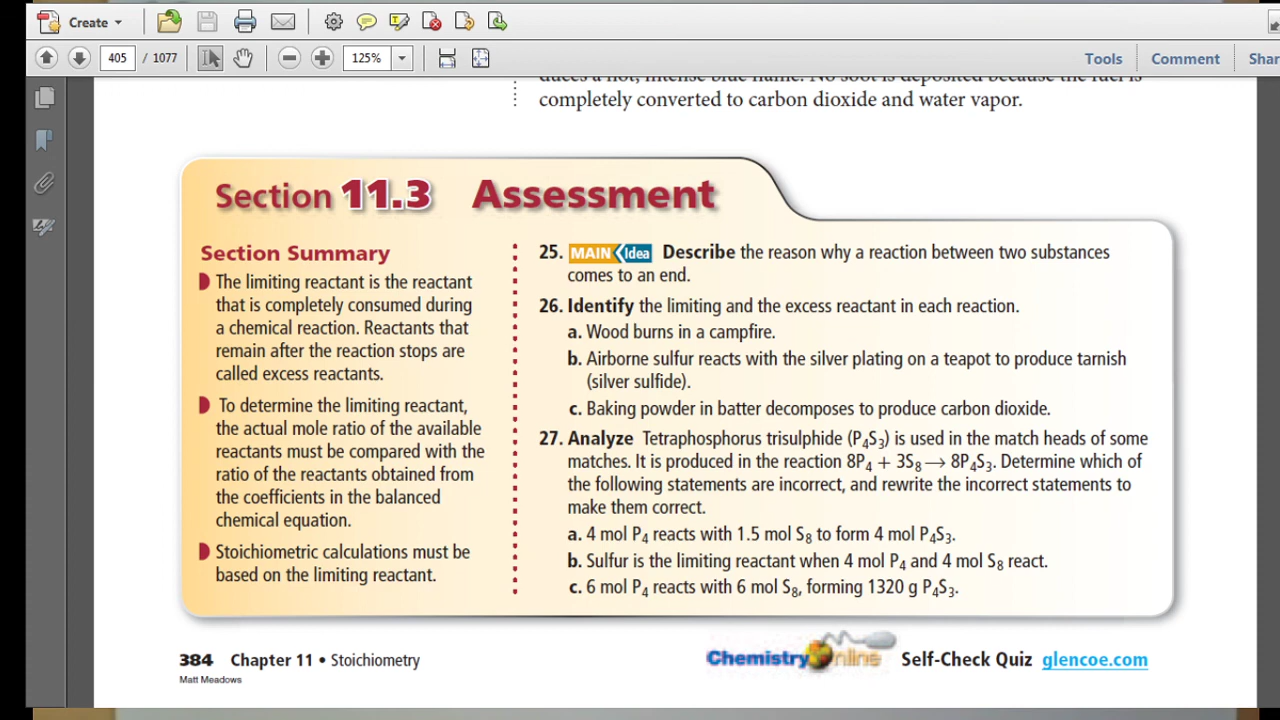 Create
405 / 1077
125%
Tools
Comment
completely converted to carbon dioxide and water vapor.
Section 11.3 Assessment
Section Summary
The limiting reactant is the reactant
that is completely consumed during
a chemical reaction. Reactants that
remain after the reaction stops are
called excess reactants.
To determine the limiting reactant,
the actual mole ratio of the available
reactants must be compared with the
ratio of the reactants obtained from
the coefficients in the balanced
chemical equation.
Stoichiometric calculations must be
based on the limiting reactant.
25. MAIN Idea Describe the reason why a reaction between two substances
comes to an end.
26. Identify the limiting and the excess reactant in each reaction.
a. Wood burns in a campfire.
b. Airborne sulfur reacts with the silver plating on a teapot to produce tarnish
(silver sulfide).
c. Baking powder in batter decomposes to produce carbon dioxide.
27. Analyze Tetraphosphorus trisulphide (P₄S₃) is used in the match heads of some
matches. It is produced in the reaction 8P₄ + 3S₈ → 8P₄S₃. Determine which of
the following statements are incorrect, and rewrite the incorrect statements to
make them correct.
a. 4 mol P₄ reacts with 1.5 mol S₈ to form 4 mol P₄S₃.
b. Sulfur is the limiting reactant when 4 mol P₄ and 4 mol S₈ react.
c. 6 mol P₄ reacts with 6 mol S₈, forming 1320 g P₄S₃.
384 Chapter 11 • Stoichiometry
Matt Meadows
Chemistry Online Self-Check Quiz glencoe.com